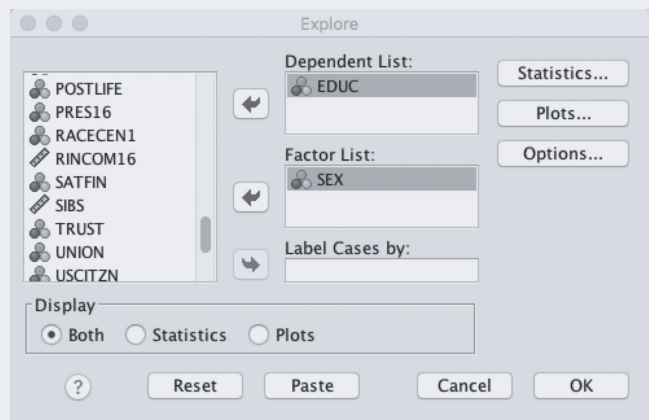 Explore
POSTLIFE
PRES16
RACECEN1
RINCOM16
SATFIN
SIBS
TRUST
UNION
USCITZN
Dependent List:
EDUC
Factor List:
SEX
Label Cases by:
Statistics...
Plots...
Options...
Display
Both Statistics Plots
? Reset Paste Cancel OK